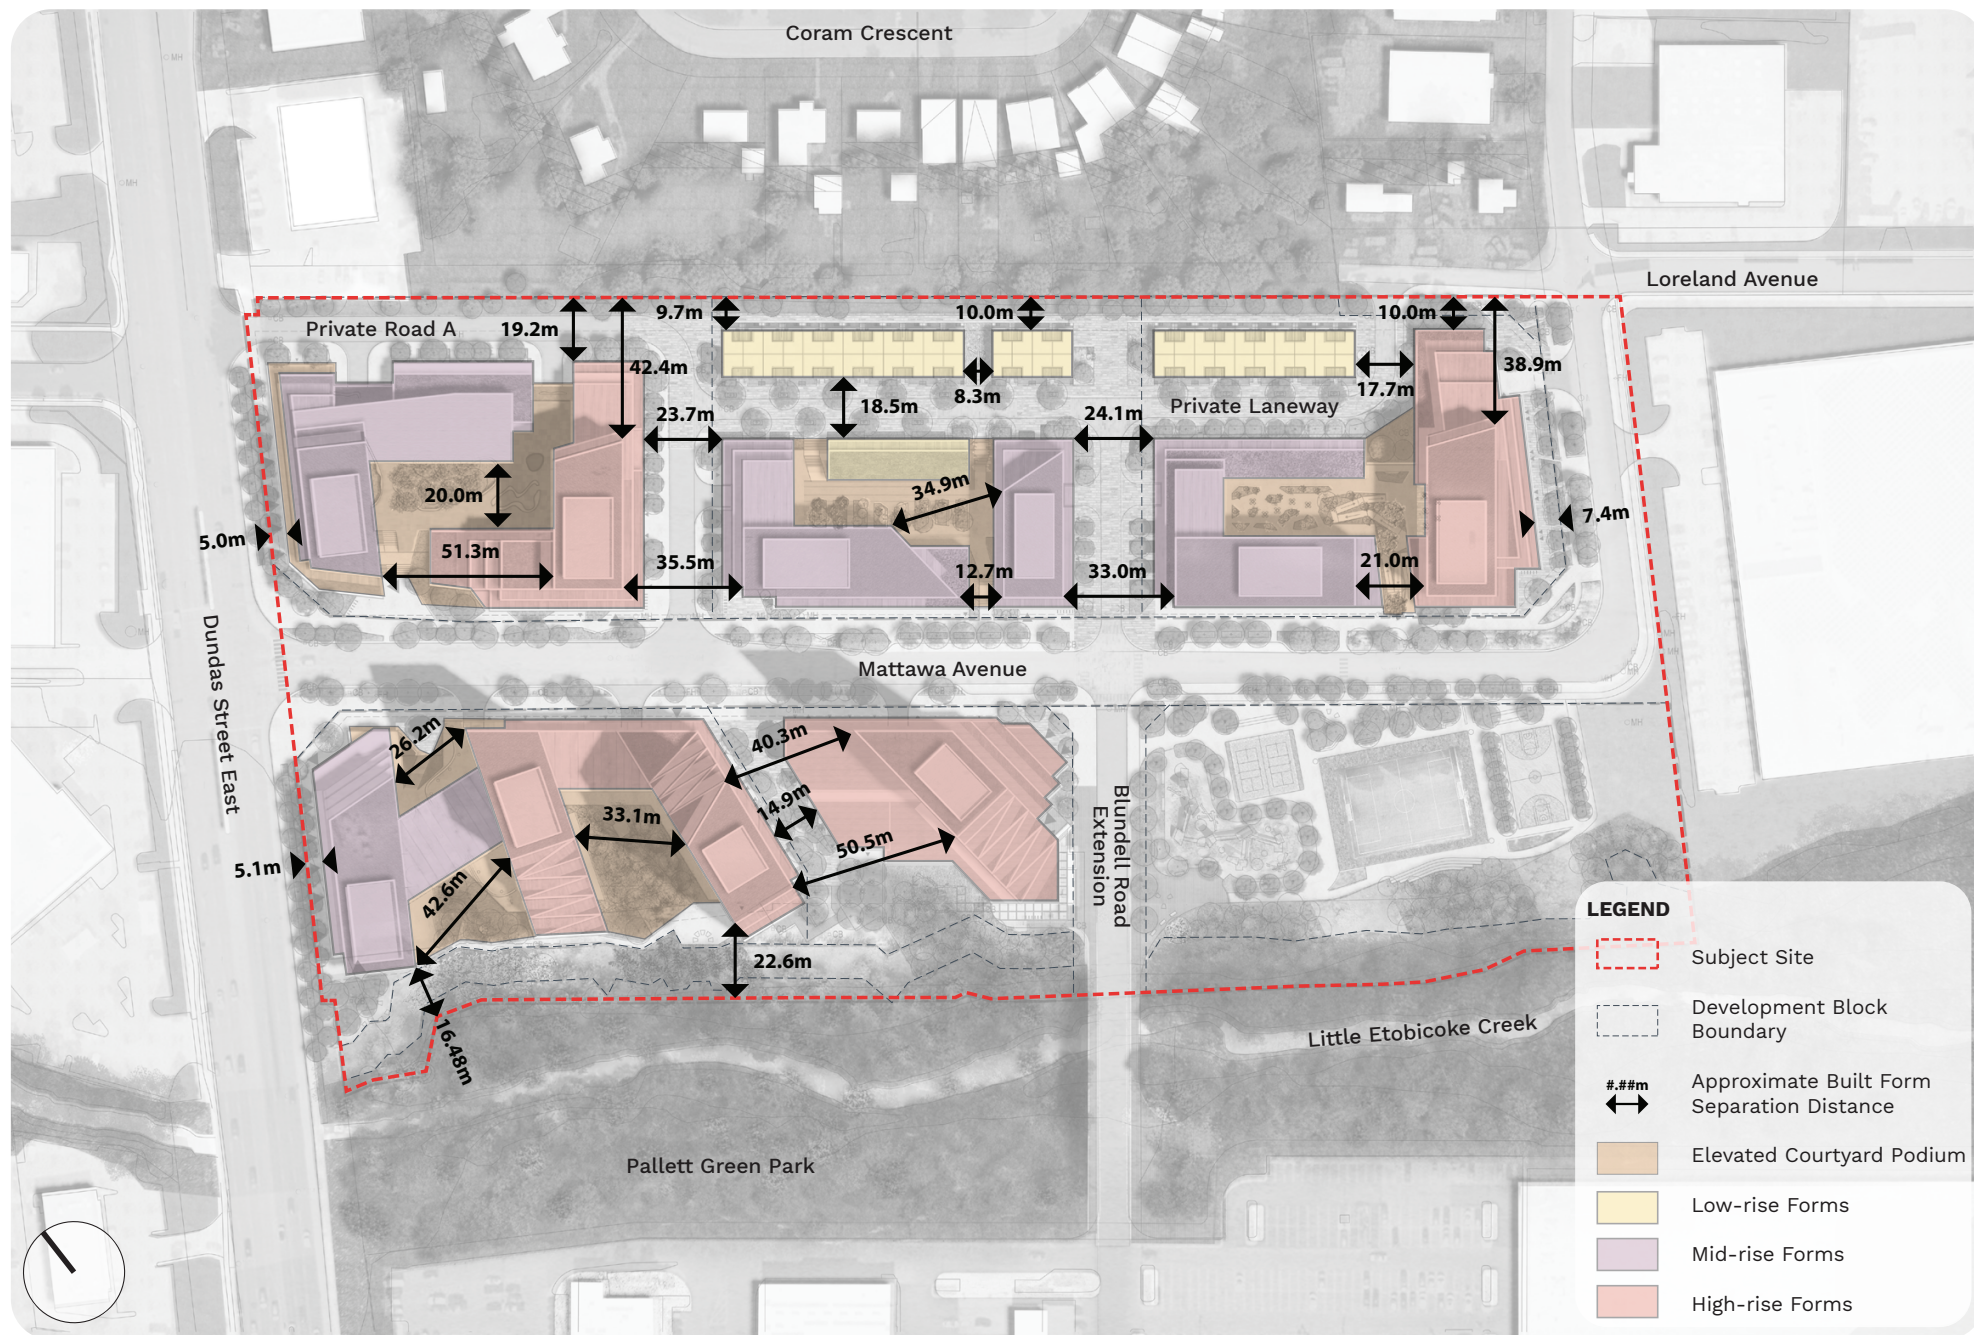 Coram Crescent
MH
MH
Loreland Avenue
Private Road A
19.2m
9.7m
10.0m
10.0m
42.4m
38.9m
8.3m
17.7m
23.7m
18.5m
24.1m
Private Laneway
34.9m
20.0m
7.4m
5.0m
51.3m
35.5m
12.7m
33.0m
21.0m
Mattawa Avenue
Dundas Street East
26.2m
40.3m
14.9m
33.1m
50.5m
5.1m
42.6m
Blundell Road
Extension
22.6m
16.48m
Little Etobicoke Creek
Pallett Green Park
LEGEND
Subject Site
Development Block
Boundary
#.##m
Approximate Built Form
Separation Distance
Elevated Courtyard Podium
Low-rise Forms
Mid-rise Forms
High-rise Forms